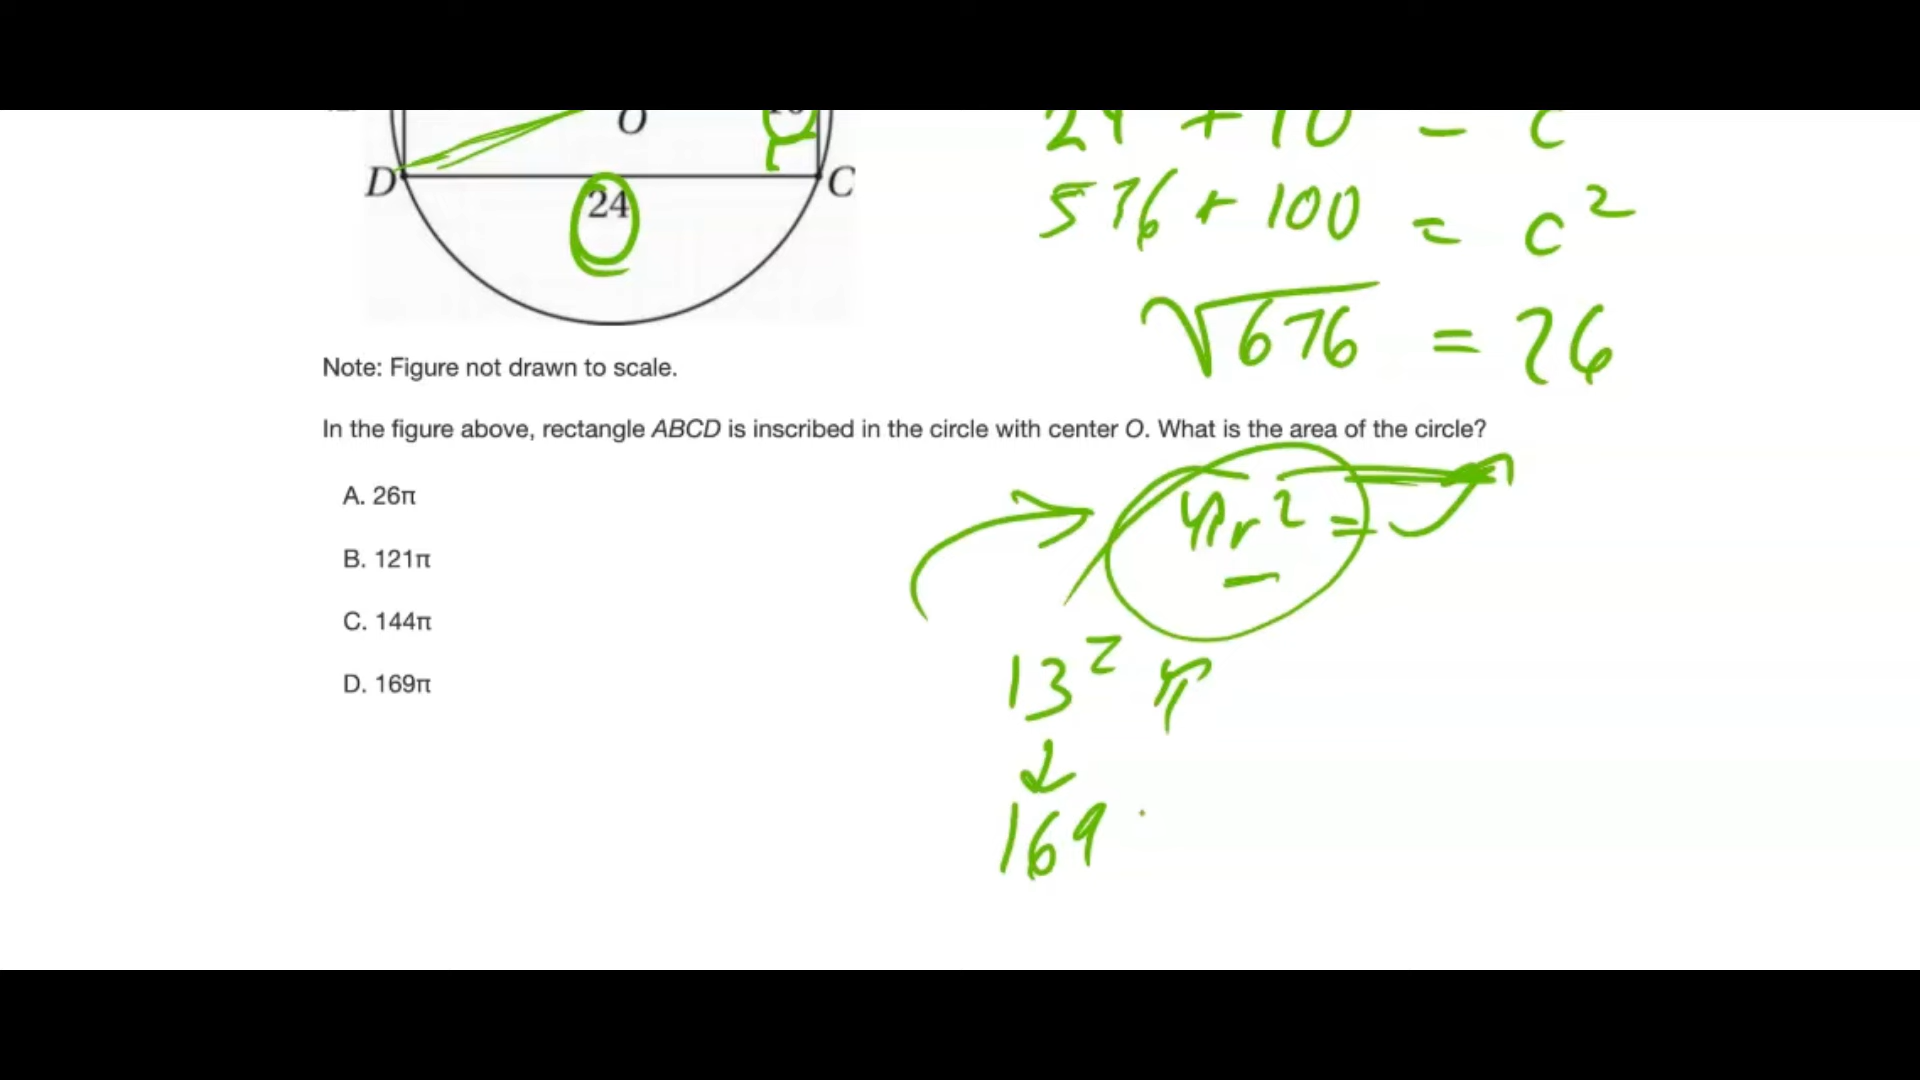 O
D
C
24
576 + 100 = c²
√676 = 26
Note: Figure not drawn to scale.
In the figure above, rectangle ABCD is inscribed in the circle with center O. What is the area of the circle?
πr² =
A. 26π
B. 121π
C. 144π
D. 169π
13² π
169